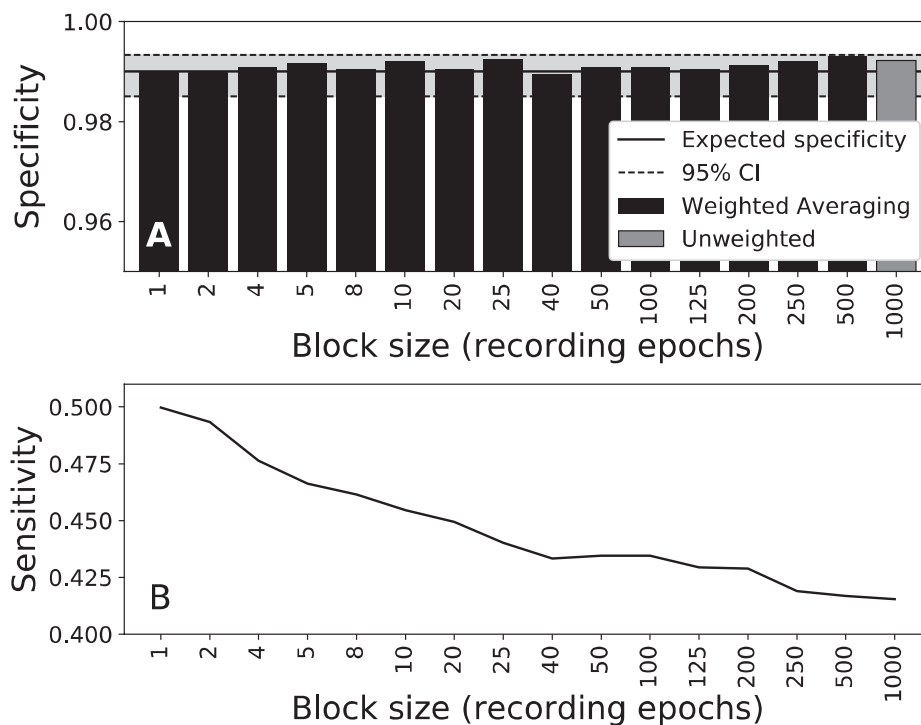 1.00
0.98
0.96
Specificity
A
Expected specificity
95% CI
Weighted Averaging
Unweighted
1 2 4 5 8 10 20 25 40 50 100 125 200 250 500 1000
Block size (recording epochs)
0.500
0.475
0.450
0.425
0.400
Sensitivity
B
1 2 4 5 8 10 20 25 40 50 100 125 200 250 500 1000
Block size (recording epochs)